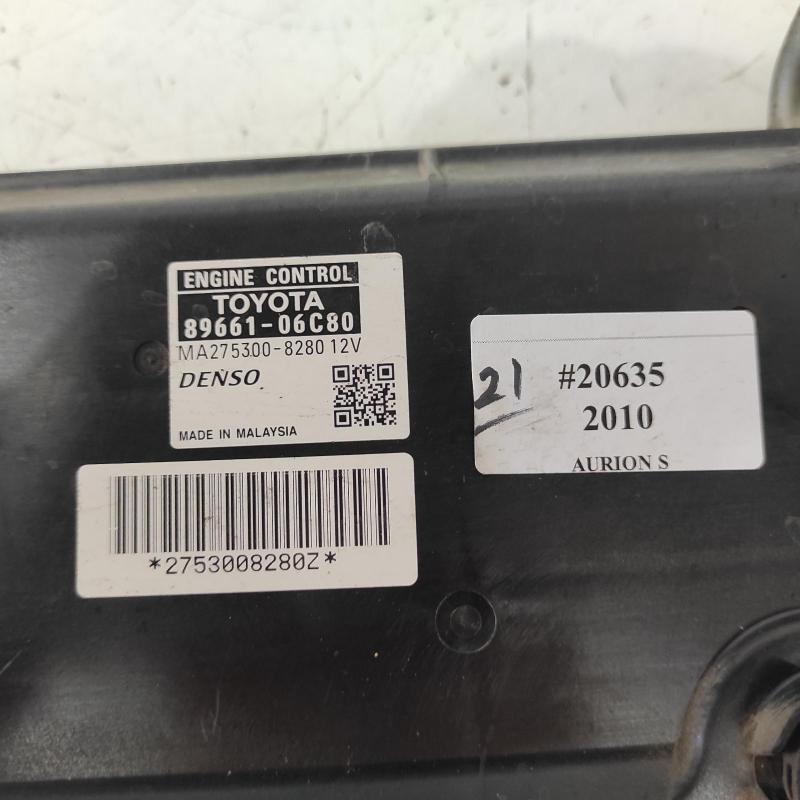 ENGINE CONTROL
TOYOTA
89661-06C80
MA275300-8280 12V
DENSO
MADE IN MALAYSIA
*2753008280Z*
21
#20635
2010
AURION S